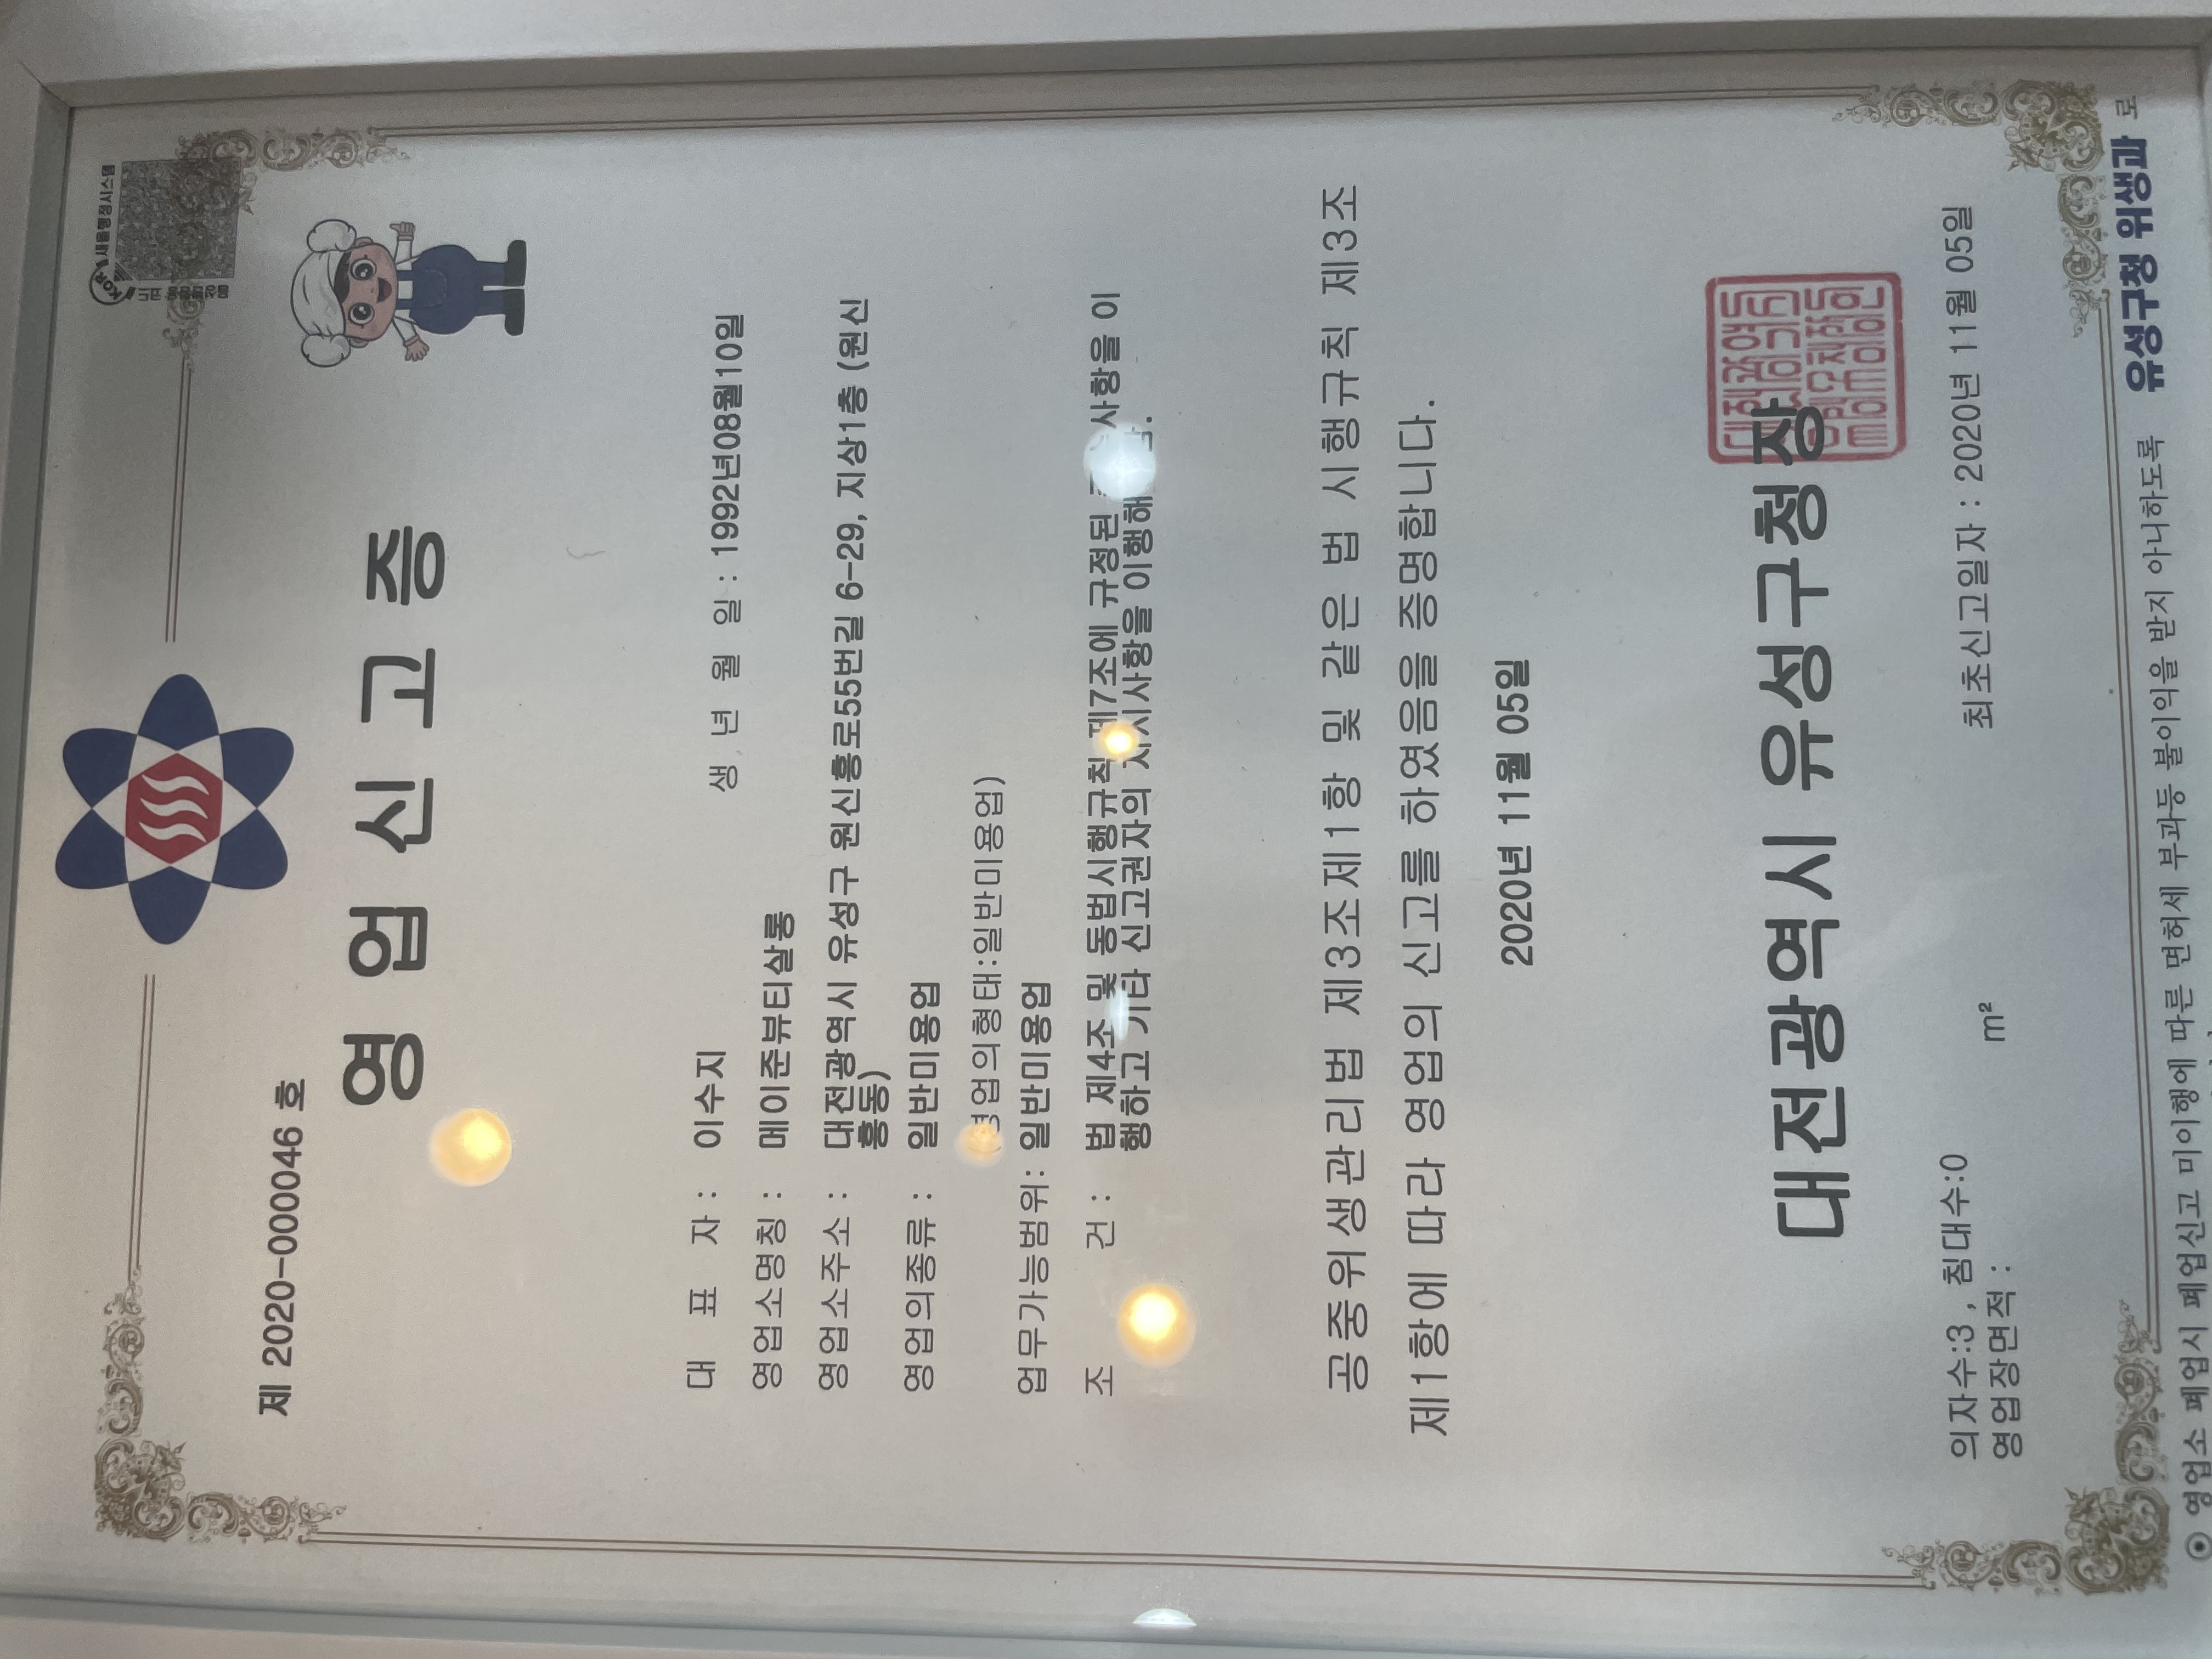 새올행정시스템
제 2020-000046 호
영업신고증
대 표 자 : 이수지
생 년 월 일 : 1992년08월10일
영업소명칭 : 메이준뷰티살롱
영업소주소 : 대전광역시 유성구 원신흥로55번길 6-29, 지상1층 (원신
흥동)
영업의종류 : 일반미용업
영업의형태:일반미용업)
업무가능범위: 일반미용업
조 건 : 법 제4조 및 동법시행규칙 제7조에 규정된 사항을 이
행하고 기타 신고권자의 지시사항을 이행해
공중위생관리법 제3조제1항 및 같은 법 시행규칙 제3조
제1항에 따라 영업의 신고를 하였음을 증명합니다.
2020년 11월 05일
대전광역시 유성구청장
의자수:3 , 침대수:0
최초신고일자 : 2020년 11월 05일
영업장면적 : m²
◉ 영업소 폐업시 폐업신고 미이행에 따른 면허세 부과등 불이익을 받지 아니하도록 유성구청 위생과로